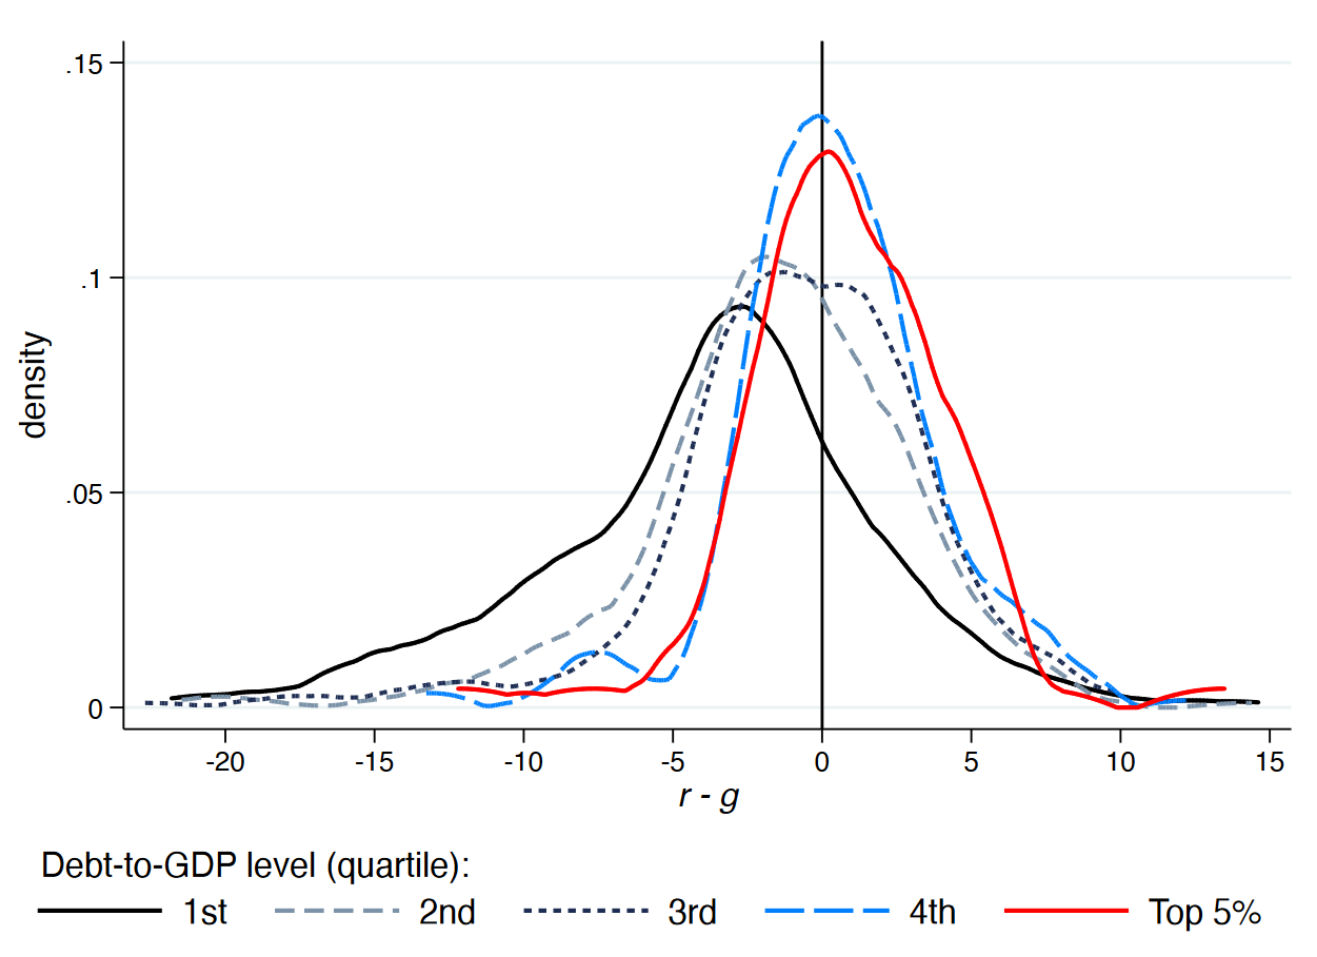 .15
.1
.05
0
density
-20 -15 -10 -5 0 5 10 15
r - g
Debt-to-GDP level (quartile):
1st 2nd 3rd 4th Top 5%